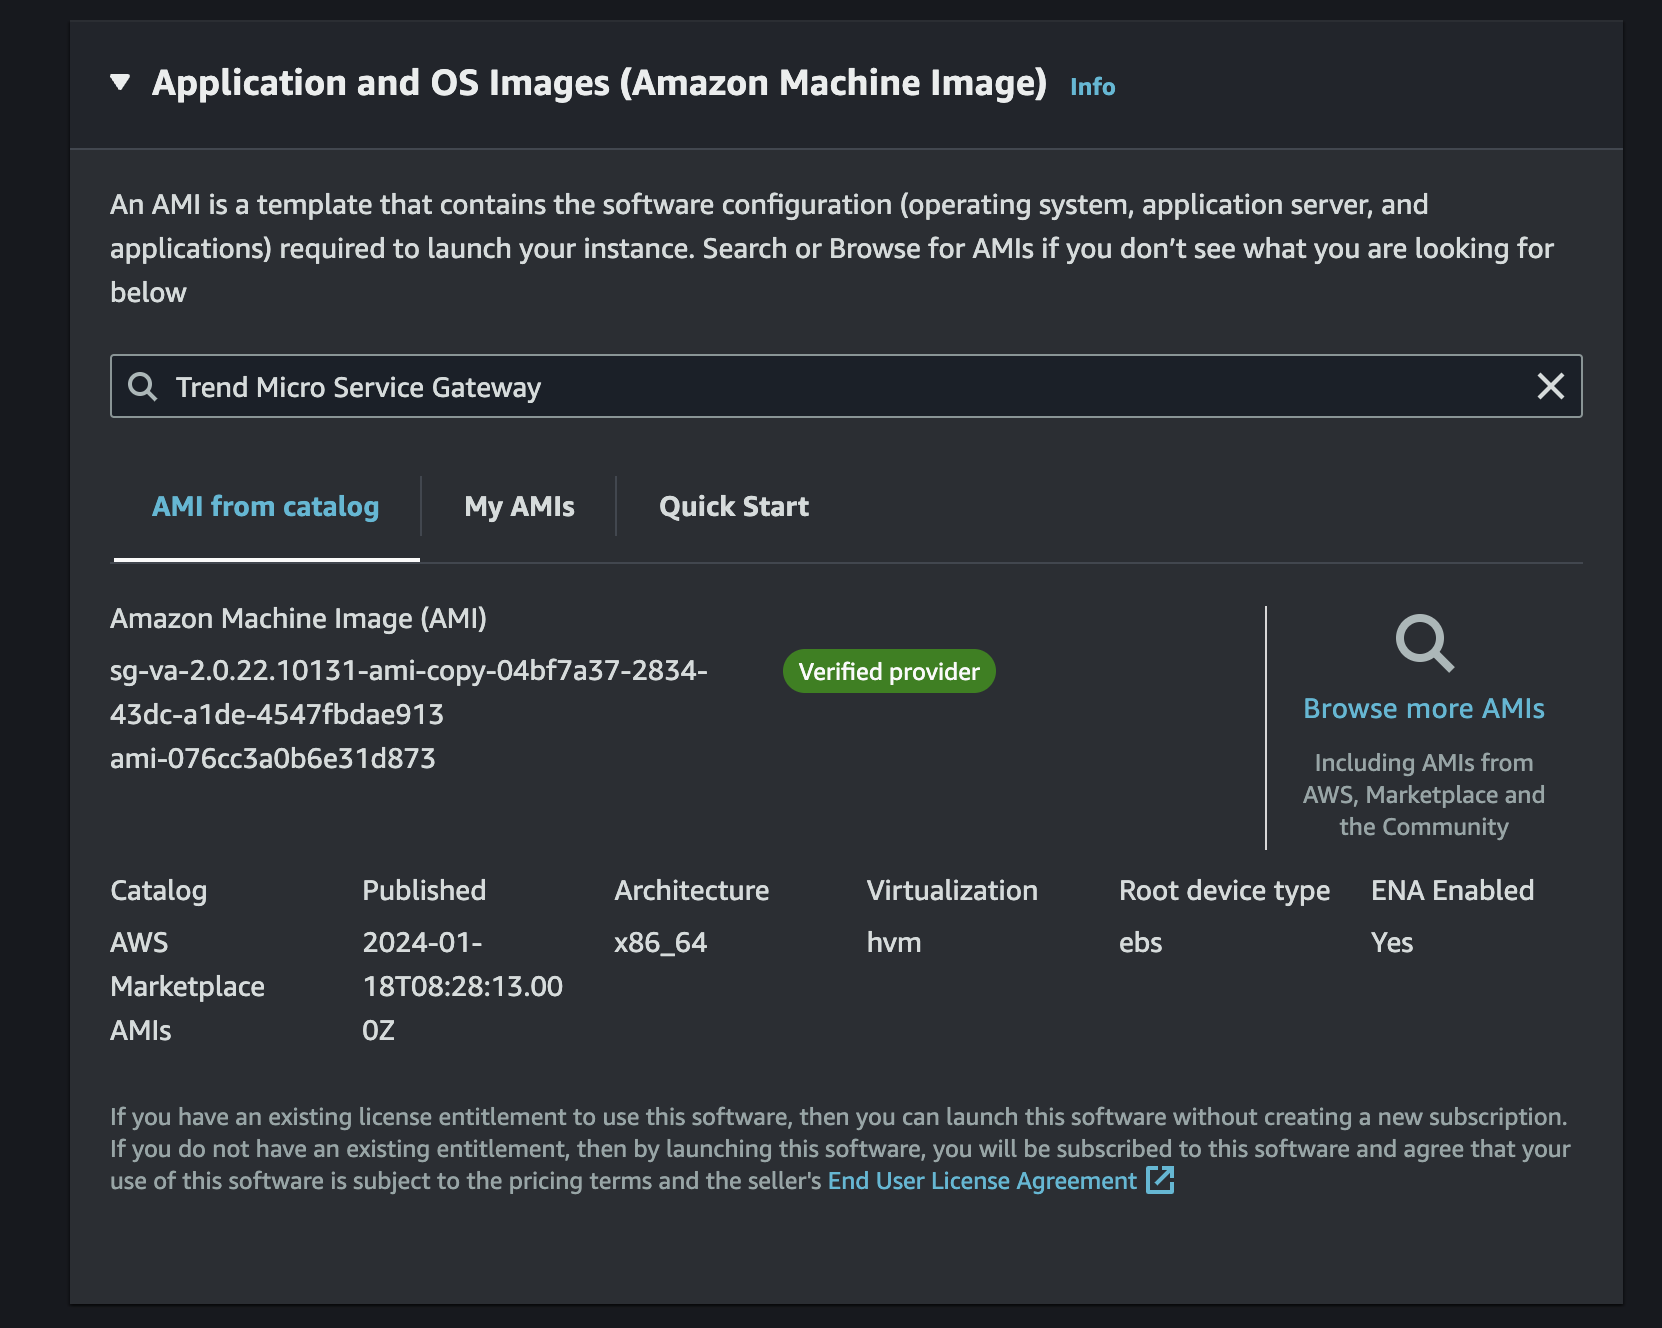 Application and OS Images (Amazon Machine Image) Info
An AMI is a template that contains the software configuration (operating system, application server, and
applications) required to launch your instance. Search or Browse for AMIs if you don’t see what you are looking for
below
Trend Micro Service Gateway
AMI from catalog
My AMIs
Quick Start
Amazon Machine Image (AMI)
sg-va-2.0.22.10131-ami-copy-04bf7a37-2834-
43dc-a1de-4547fbdae913
ami-076cc3a0b6e31d873
Verified provider
Browse more AMIs
Including AMIs from
AWS, Marketplace and
the Community
Catalog
AWS
Marketplace
AMIs
Published
2024-01-
18T08:28:13.00
0Z
Architecture
x86_64
Virtualization
hvm
Root device type
ebs
ENA Enabled
Yes
If you have an existing license entitlement to use this software, then you can launch this software without creating a new subscription.
If you do not have an existing entitlement, then by launching this software, you will be subscribed to this software and agree that your
use of this software is subject to the pricing terms and the seller's End User License Agreement